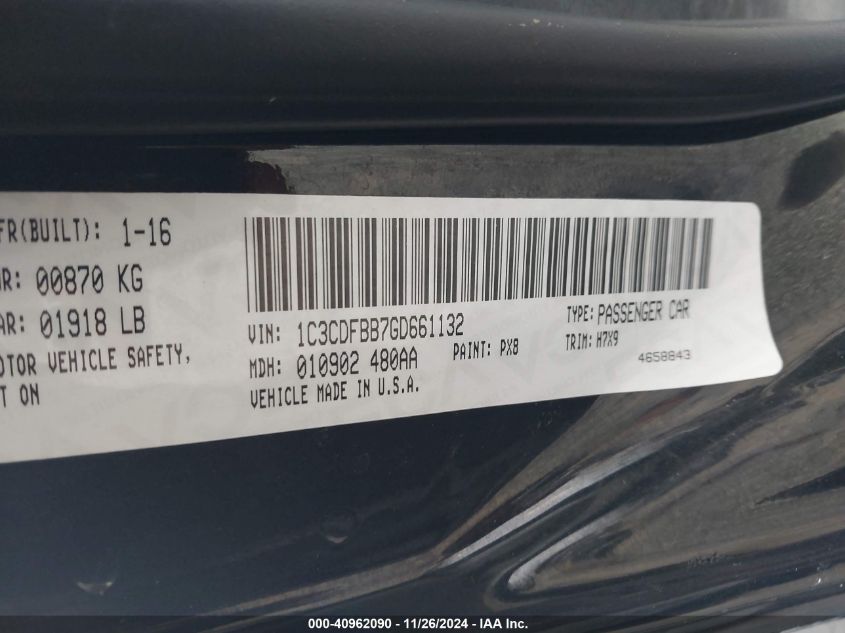 FR(BUILT): 1-16
R: 00870 KG
AR: 01918 LB
OTOR VEHICLE SAFETY,
T ON
VIN: 1C3CDFBB7GD661132
TYPE: PASSENGER CAR
MDH: 010902 480AA
PAINT: PX8
TRIM: H7X9
VEHICLE MADE IN U.S.A.
4658843
000-40962090 - 11/26/2024 - IAA Inc.